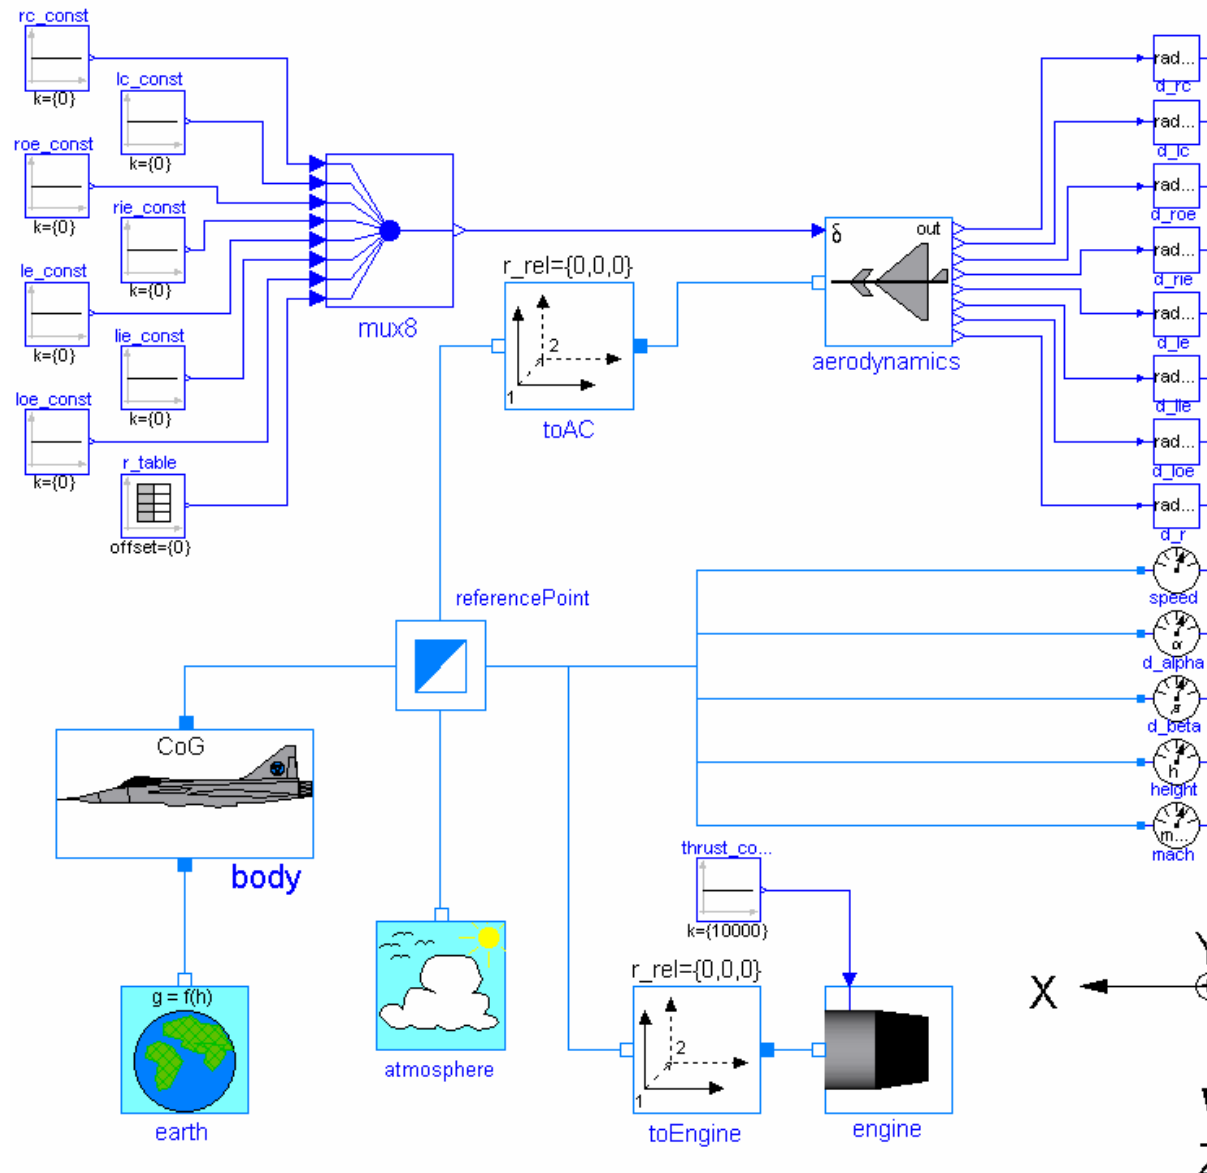 rc_const
k={0}
lc_const
k={0}
roe_const
k={0}
rie_const
k={0}
le_const
k={0}
lie_const
k={0}
loe_const
k={0}
r_table
offset={0}
mux8
r_rel={0,0,0}
2
1
toAC
δ
out
aerodynamics
rad...
d_rc
rad...
d_lc
rad...
d_roe
rad...
d_rie
rad...
d_le
rad...
d_lie
rad...
d_loe
rad...
d_r
speed
α
d_alpha
d_beta
h
height
m...
mach
referencePoint
CoG
body
g = f(h)
earth
atmosphere
thrust_co...
k={10000}
r_rel={0,0,0}
2
1
toEngine
engine
X